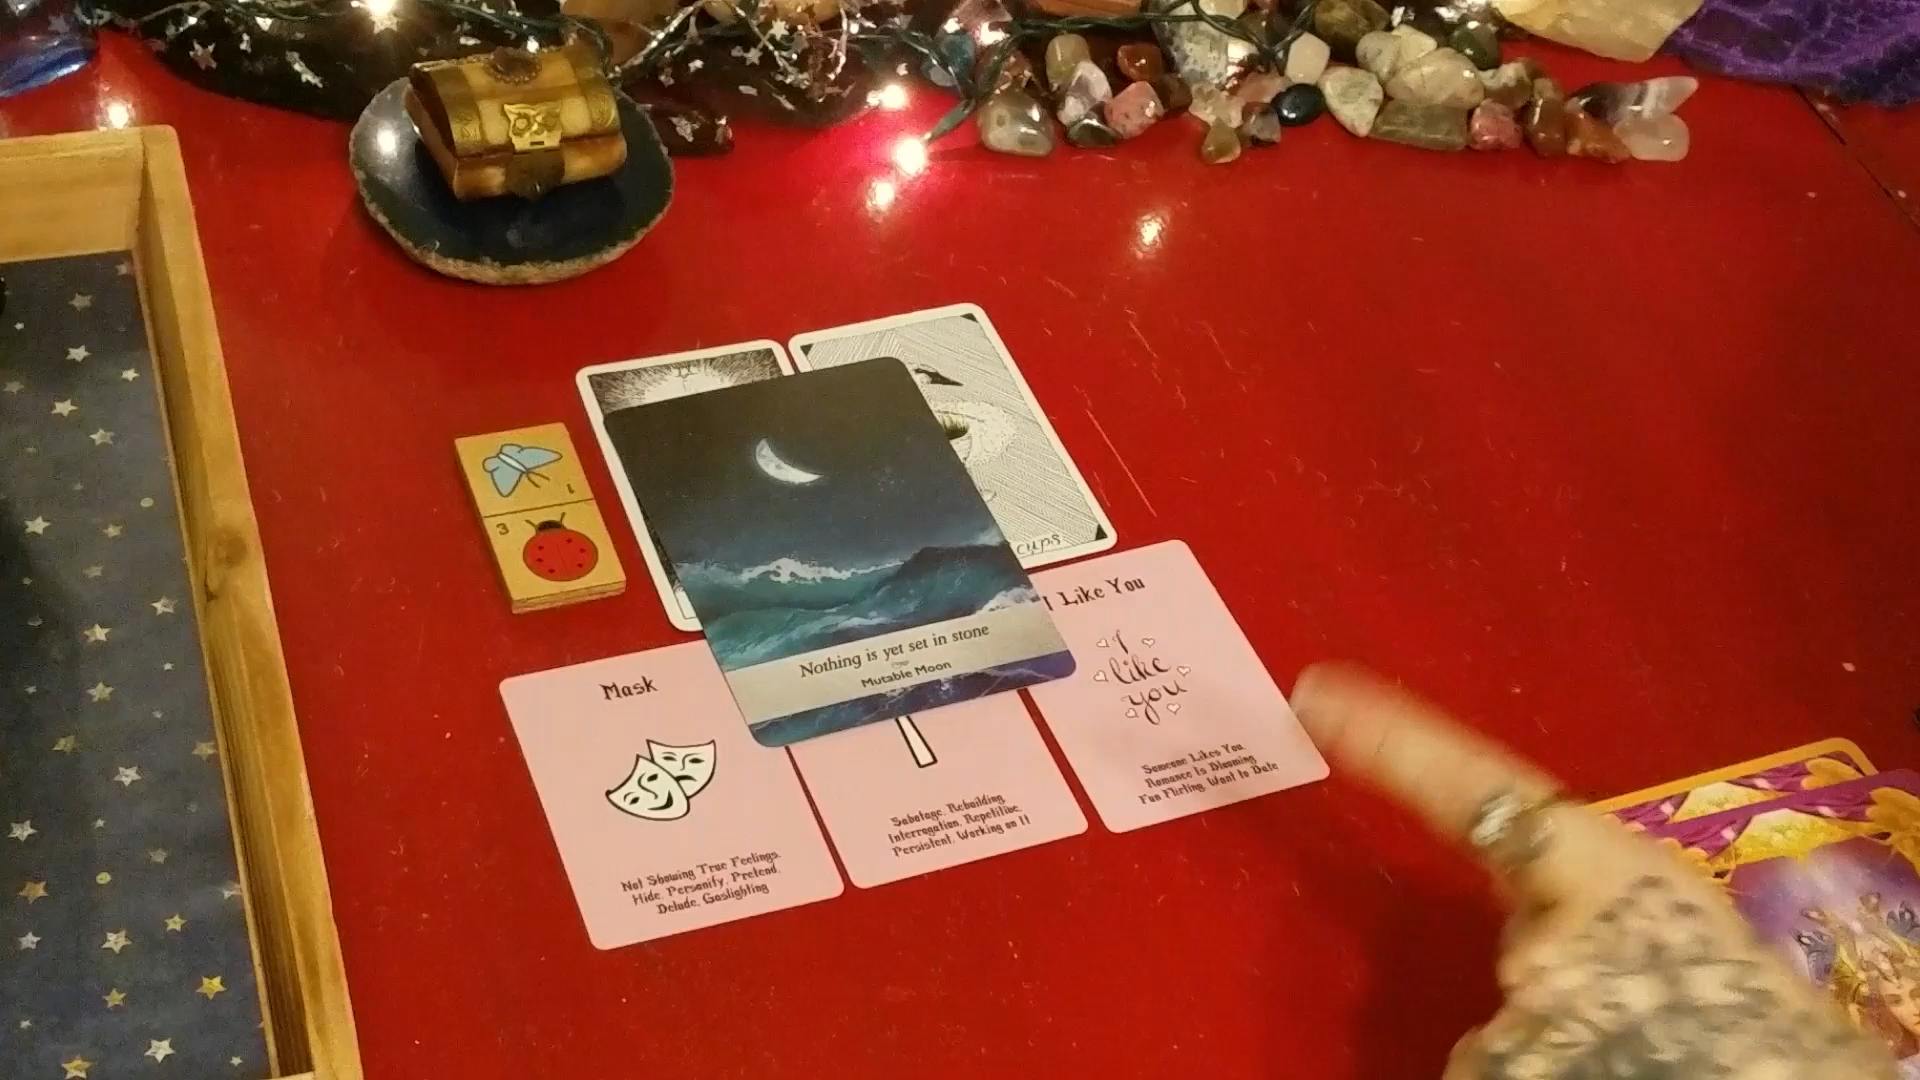 cups
1
3
I Like You
I
like
you
Someone Likes You
Romance Is Blooming
Fun Flirting, Want to Date
Nothing is yet set in stone
Mutable Moon
Mask
Not Showing True Feelings,
Hide, Personify, Pretend,
Delude, Gaslighting
Sabotage, Rebuilding,
Interrogation, Repetitive,
Persistent, Working on It